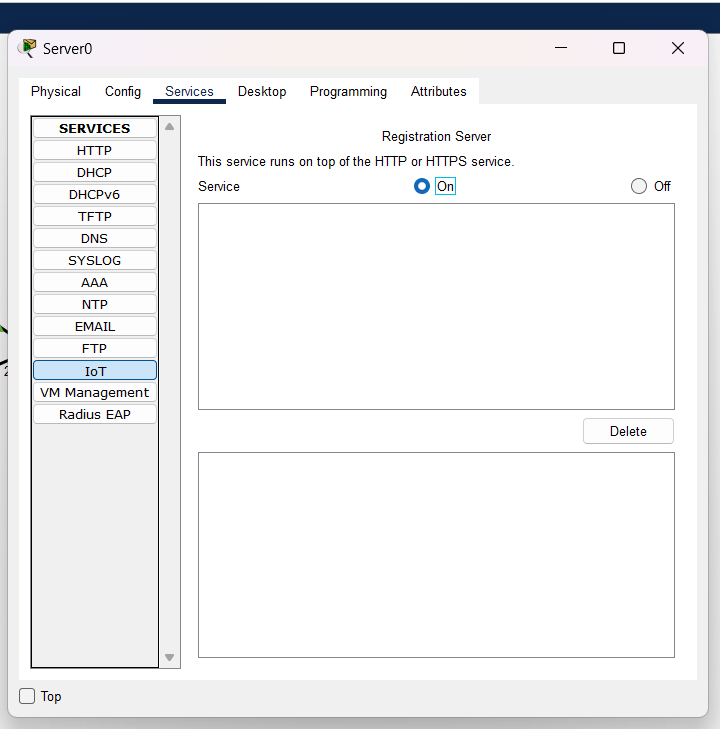 Server0
Physical Config Services Desktop Programming Attributes
SERVICES
HTTP
DHCP
DHCPv6
TFTP
DNS
SYSLOG
AAA
NTP
EMAIL
FTP
IoT
VM Management
Radius EAP
Registration Server
This service runs on top of the HTTP or HTTPS service.
Service On Off
Delete
Top